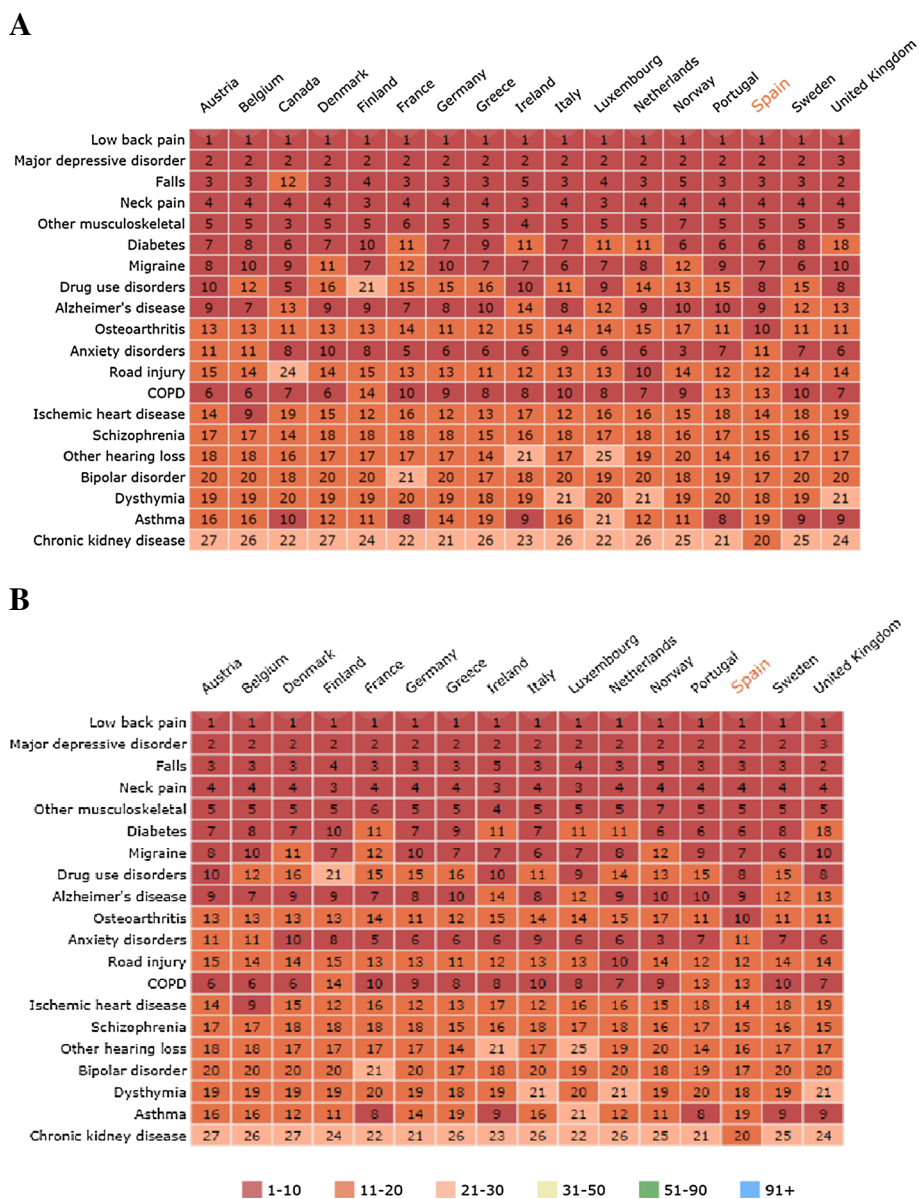 A
Austria Belgium Canada Denmark Finland France Germany Greece Ireland Italy Luxembourg Netherlands Norway Portugal Spain Sweden United Kingdom
Low back pain 1 1 1 1 1 1 1 1 1 1 1 1 1 1 1 1 1
Major depressive disorder 2 2 2 2 2 2 2 2 2 2 2 2 2 2 2 2 3
Falls 3 3 12 3 4 3 3 3 5 3 4 3 5 3 3 3 2
Neck pain 4 4 4 4 3 4 4 4 3 4 3 4 4 4 4 4 4
Other musculoskeletal 5 5 3 5 5 6 5 5 4 5 5 5 7 5 5 5 5
Diabetes 7 8 6 7 10 11 7 9 11 7 11 11 6 6 6 8 18
Migraine 8 10 9 11 7 12 10 7 7 6 7 8 12 9 7 6 10
Drug use disorders 10 12 5 16 21 15 15 16 10 11 9 14 13 15 8 15 8
Alzheimer's disease 9 7 13 9 9 7 8 10 14 8 12 9 10 10 9 12 13
Osteoarthritis 13 13 11 13 13 14 11 12 15 14 14 15 17 11 10 11 11
Anxiety disorders 11 11 8 10 8 5 6 6 6 9 6 6 3 7 11 7 6
Road injury 15 14 24 14 15 13 13 11 12 13 13 10 14 12 12 14 14
COPD 6 6 7 6 14 10 9 8 8 10 8 7 9 13 13 10 7
Ischemic heart disease 14 9 19 15 12 16 12 13 17 12 16 16 15 18 14 18 19
Schizophrenia 17 17 14 18 18 18 18 15 16 18 17 18 16 17 15 16 15
Other hearing loss 18 18 16 17 17 17 17 14 21 17 25 19 20 14 16 17 17
Bipolar disorder 20 20 18 20 20 21 20 17 18 20 19 20 18 19 17 20 20
Dysthymia 19 19 20 19 19 20 19 18 19 21 20 21 19 20 18 19 21
Asthma 16 16 10 12 11 8 14 19 9 16 21 12 11 8 19 9 9
Chronic kidney disease 27 26 22 27 24 22 21 26 23 26 22 26 25 21 20 25 24
B
Austria Belgium Denmark Finland France Germany Greece Ireland Italy Luxembourg Netherlands Norway Portugal Spain Sweden United Kingdom
Low back pain 1 1 1 1 1 1 1 1 1 1 1 1 1 1 1 1
Major depressive disorder 2 2 2 2 2 2 2 2 2 2 2 2 2 2 2 3
Falls 3 3 3 4 3 3 3 5 3 4 3 5 3 3 3 2
Neck pain 4 4 4 3 4 4 4 3 4 3 4 4 4 4 4 4
Other musculoskeletal 5 5 5 5 6 5 5 4 5 5 5 7 5 5 5 5
Diabetes 7 8 7 10 11 7 9 11 7 11 11 6 6 6 8 18
Migraine 8 10 11 7 12 10 7 7 6 7 8 12 9 7 6 10
Drug use disorders 10 12 16 21 15 15 16 10 11 9 14 13 15 8 15 8
Alzheimer's disease 9 7 9 9 7 8 10 14 8 12 9 10 10 9 12 13
Osteoarthritis 13 13 13 13 14 11 12 15 14 14 15 17 11 10 11 11
Anxiety disorders 11 11 10 8 5 6 6 6 9 6 6 3 7 11 7 6
Road injury 15 14 14 15 13 13 11 12 13 13 10 14 12 12 14 14
COPD 6 6 6 14 10 9 8 8 10 8 7 9 13 13 10 7
Ischemic heart disease 14 9 15 12 16 12 13 17 12 16 16 15 18 14 18 19
Schizophrenia 17 17 18 18 18 18 15 16 18 17 18 16 17 15 16 15
Other hearing loss 18 18 17 17 17 17 14 21 17 25 19 20 14 16 17 17
Bipolar disorder 20 20 20 20 21 20 17 18 20 19 20 18 19 17 20 20
Dysthymia 19 19 19 19 20 19 18 19 21 20 21 19 20 18 19 21
Asthma 16 16 12 11 8 14 19 9 16 21 12 11 8 19 9 9
Chronic kidney disease 27 26 27 24 22 21 26 23 26 22 26 25 21 20 25 24
1-10 11-20 21-30 31-50 51-90 91+